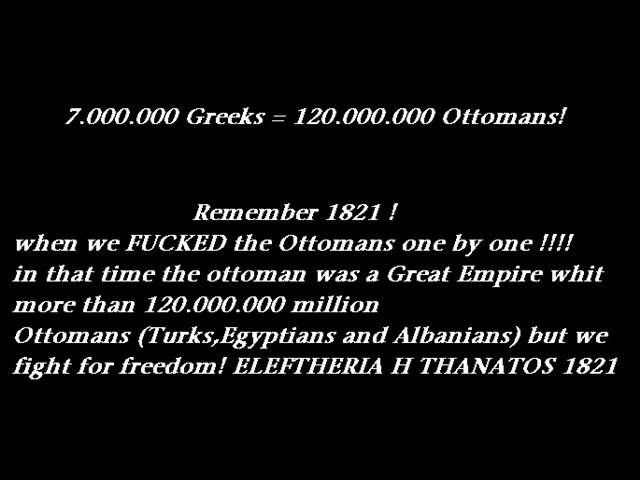 7.000.000 Greeks = 120.000.000 Ottomans!
Remember 1821 !
when we FUCKED the Ottomans one by one !!!!
in that time the ottoman was a Great Empire whit
more than 120.000.000 million
Ottomans (Turks,Egyptians and Albanians) but we
fight for freedom! ELEFTHERIA H THANATOS 1821